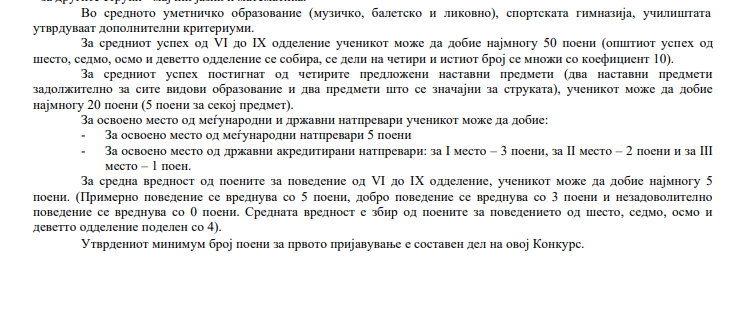 Во средното уметничко образование (музичко, балетско и ликовно), спортската гимназија, училиштата
утврдуваат дополнителни критериуми.
За средниот успех од VI до IX одделение ученикот може да добие најмногу 50 поени (општиот успех од
шесто, седмо, осмо и деветто одделение се собира, се дели на четири и истиот број се множи со коефициент 10).
За средниот успех постигнат од четирите предложени наставни предмети (два наставни предмети
задолжително за сите видови образование и два предмети што се значајни за струката), ученикот може да добие
најмногу 20 поени (5 поени за секој предмет).
За освоено место од меѓународни и државни натпревари ученикот може да добие:
- За освоено место од меѓународни натпревари 5 поени
- За освоено место од државни акредитирани натпревари: за I место – 3 поени, за II место – 2 поени и за III
место – 1 поен.
За средна вредност од поените за поведение од VI до IX одделение, ученикот може да добие најмногу 5
поени. (Примерно поведение се вреднува со 5 поени, добро поведение се вреднува со 3 поени и незадоволително
поведение се вреднува со 0 поени. Средната вредност е збир од поените за поведението од шесто, седмо, осмо и
деветто одделение поделен со 4).
Утврдениот минимум број поени за првото пријавување е составен дел на овој Конкурс.